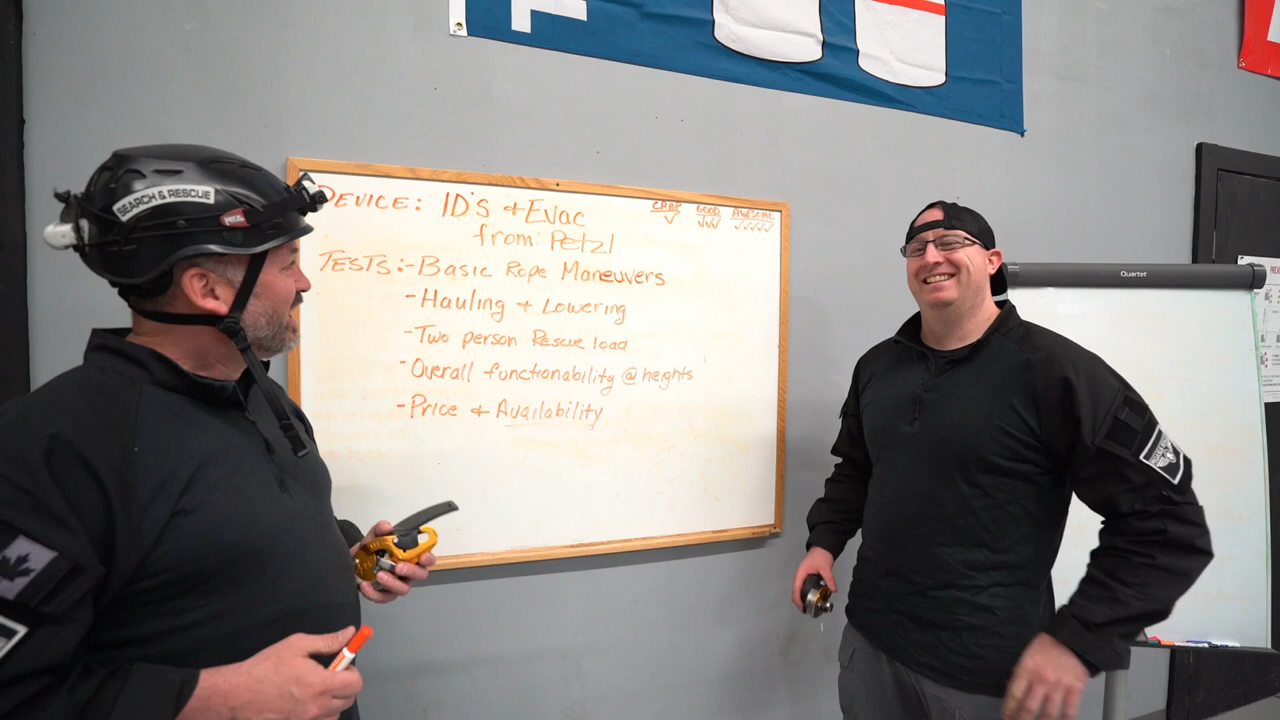 SEARCH & RESCUE
PETZL
DEVICE: ID'S + EVAC
from: Petzl
CRAP GOOD AWESOME
TESTS:- Basic Rope Maneuvers
- Hauling + Lowering
- Two person Rescue load
- Overall functionability @ heights
- Price + Availability
Quartet